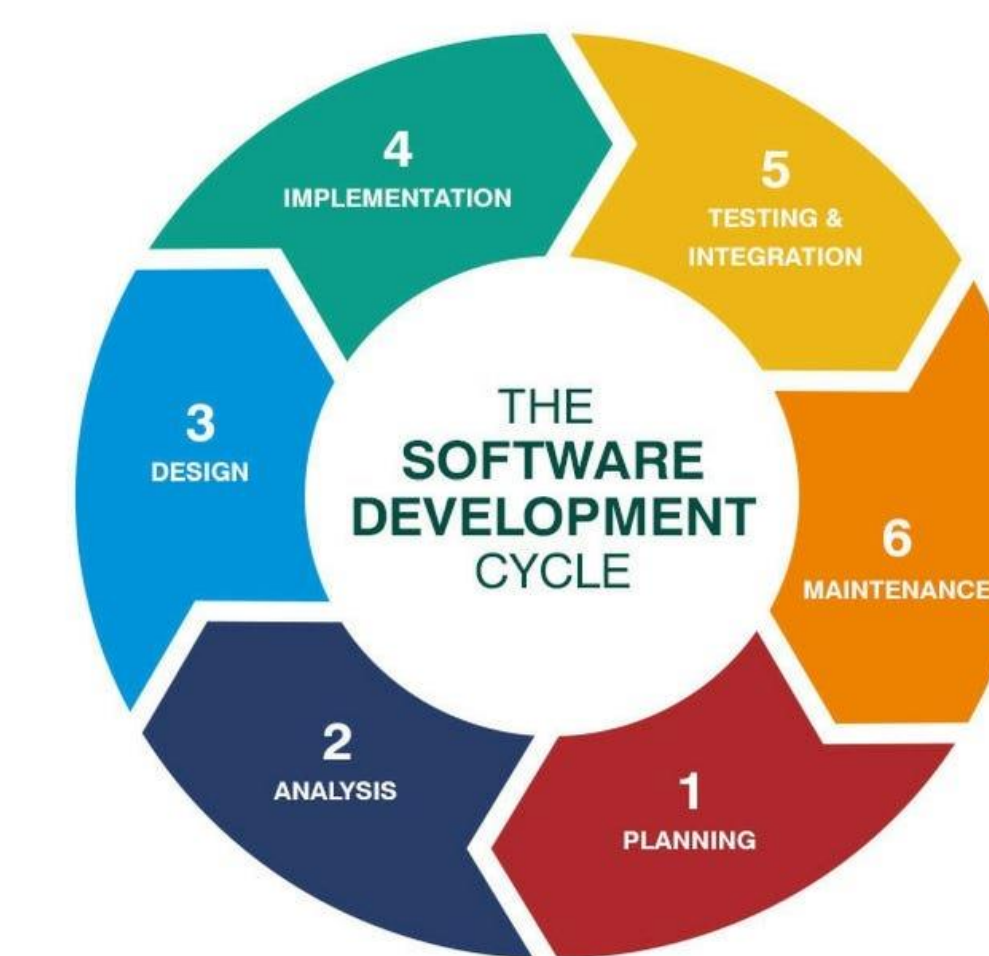 THE
SOFTWARE
DEVELOPMENT
CYCLE
1
PLANNING
2
ANALYSIS
3
DESIGN
4
IMPLEMENTATION
5
TESTING &
INTEGRATION
6
MAINTENANCE